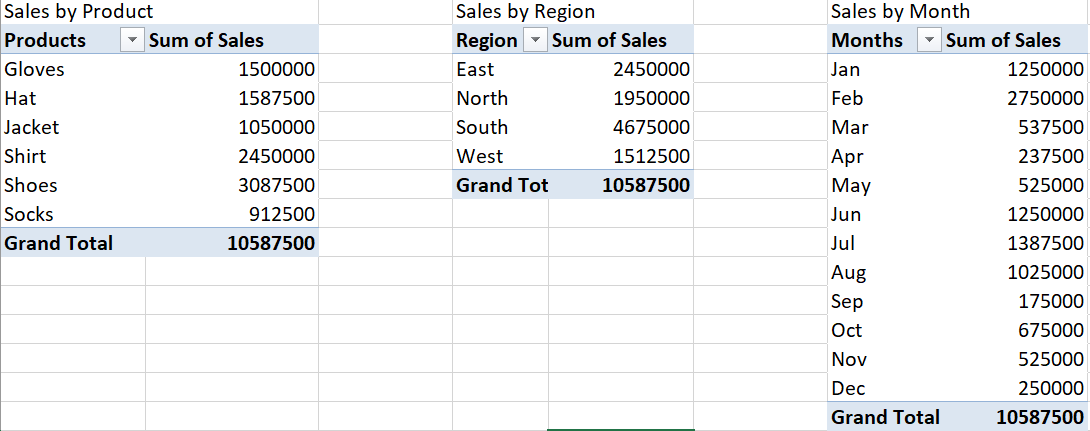 Sales by Product Sales by Region Sales by Month
Products Sum of Sales Region Sum of Sales Months Sum of Sales
Gloves 1500000 East 2450000 Jan 1250000
Hat 1587500 North 1950000 Feb 2750000
Jacket 1050000 South 4675000 Mar 537500
Shirt 2450000 West 1512500 Apr 237500
Shoes 3087500 Grand Tot 10587500 May 525000
Socks 912500 Jun 1250000
Grand Total 10587500 Jul 1387500
Aug 1025000
Sep 175000
Oct 675000
Nov 525000
Dec 250000
Grand Total 10587500